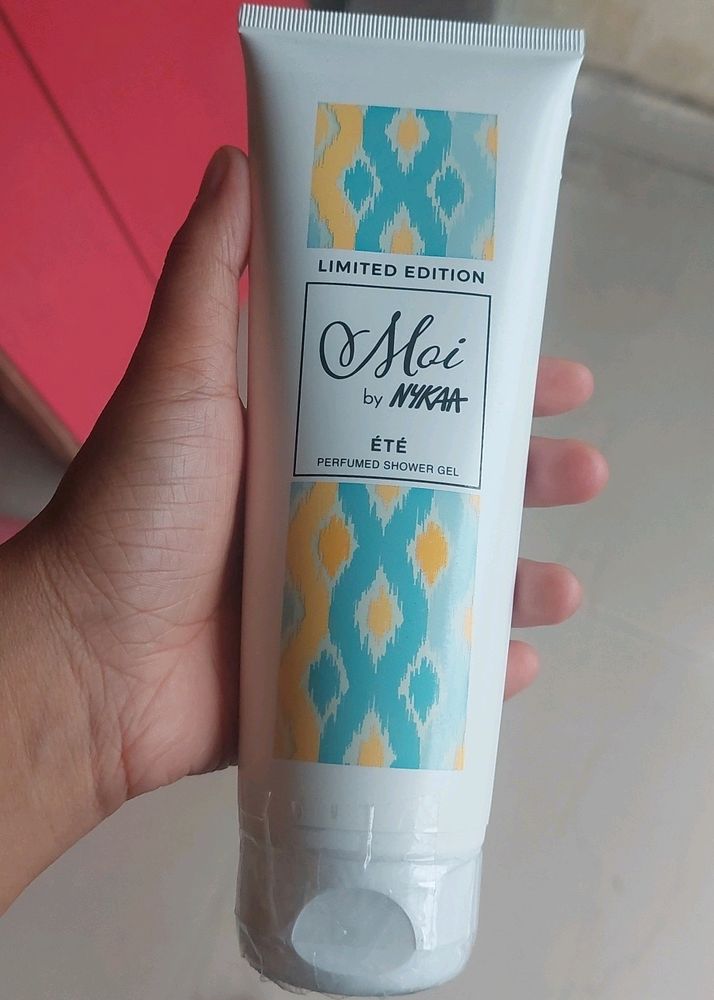 LIMITED EDITION
Moi
by NYKAA
ÉTÉ
PERFUMED SHOWER GEL